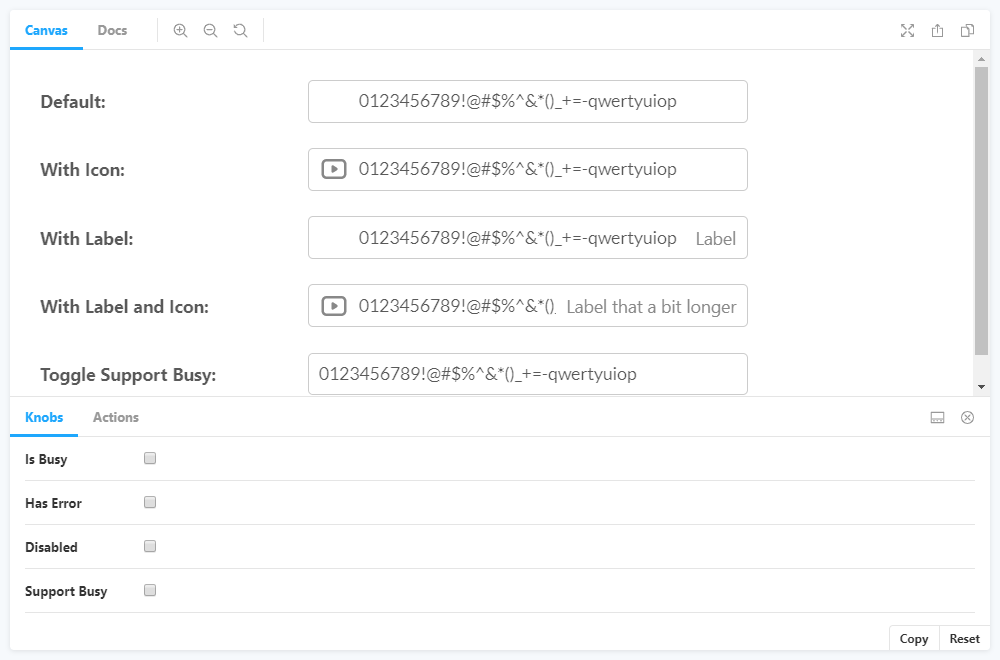 Canvas Docs
Default: 0123456789!@#$%^&*()_+=-qwertyuiop
With Icon: 0123456789!@#$%^&*()_+=-qwertyuiop
With Label: 0123456789!@#$%^&*()_+=-qwertyuiop Label
With Label and Icon: 0123456789!@#$%^&*()_ Label that a bit longer
Toggle Support Busy: 0123456789!@#$%^&*()_+=-qwertyuiop
Knobs Actions
Is Busy
Has Error
Disabled
Support Busy
Copy Reset